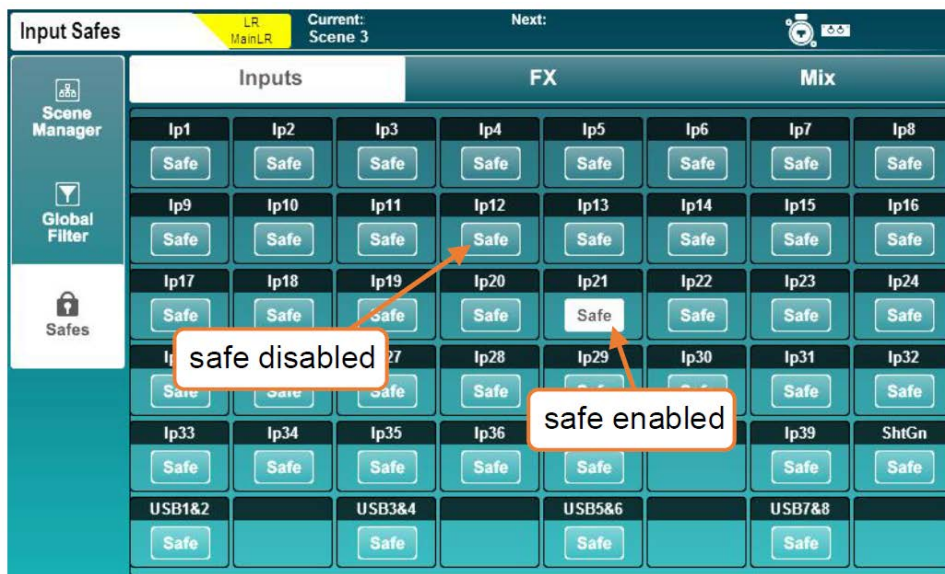 Input Safes
LR
MainLR
Current:
Scene 3
Next:
Inputs FX Mix
Scene
Manager
Global
Filter
Safes
Ip1 Ip2 Ip3 Ip4 Ip5 Ip6 Ip7 Ip8
Safe Safe Safe Safe Safe Safe Safe Safe
Ip9 Ip10 Ip11 Ip12 Ip13 Ip14 Ip15 Ip16
Safe Safe Safe Safe Safe Safe Safe Safe
Ip17 Ip18 Ip19 Ip20 Ip21 Ip22 Ip23 Ip24
Safe Safe Safe Safe Safe Safe Safe Safe
safe disabled
27 Ip28 Ip29 Ip30 Ip31 Ip32
Safe Safe Safe Safe Safe Safe
safe enabled
Ip33 Ip34 Ip35 Ip36 Ip39 ShtGn
Safe Safe Safe Safe Safe Safe Safe
USB1&2 USB3&4 USB5&6 USB7&8
Safe Safe Safe Safe